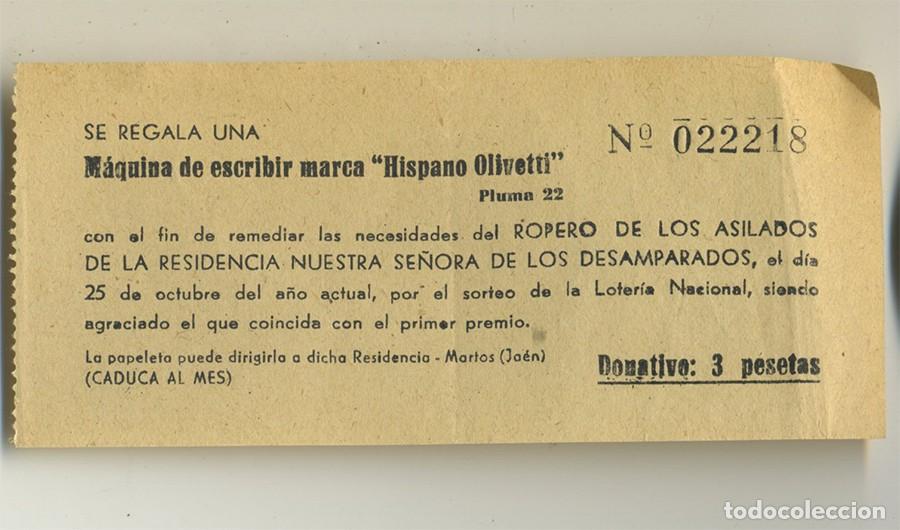 SE REGALA UNA
Nº 022218
Máquina de escribir marca "Hispano Olivetti"
Pluma 22
con el fin de remediar las necesidades del ROPERO DE LOS ASILADOS
DE LA RESIDENCIA NUESTRA SEÑORA DE LOS DESAMPARADOS, el día
25 de octubre del año actual, por el sorteo de la Lotería Nacional, siendo
agraciado el que coincida con el primer premio.
La papeleta puede dirigirla a dicha Residencia - Martos (Jaén)
(CADUCA AL MES)
Donativo: 3 pesetas
todocoleccion